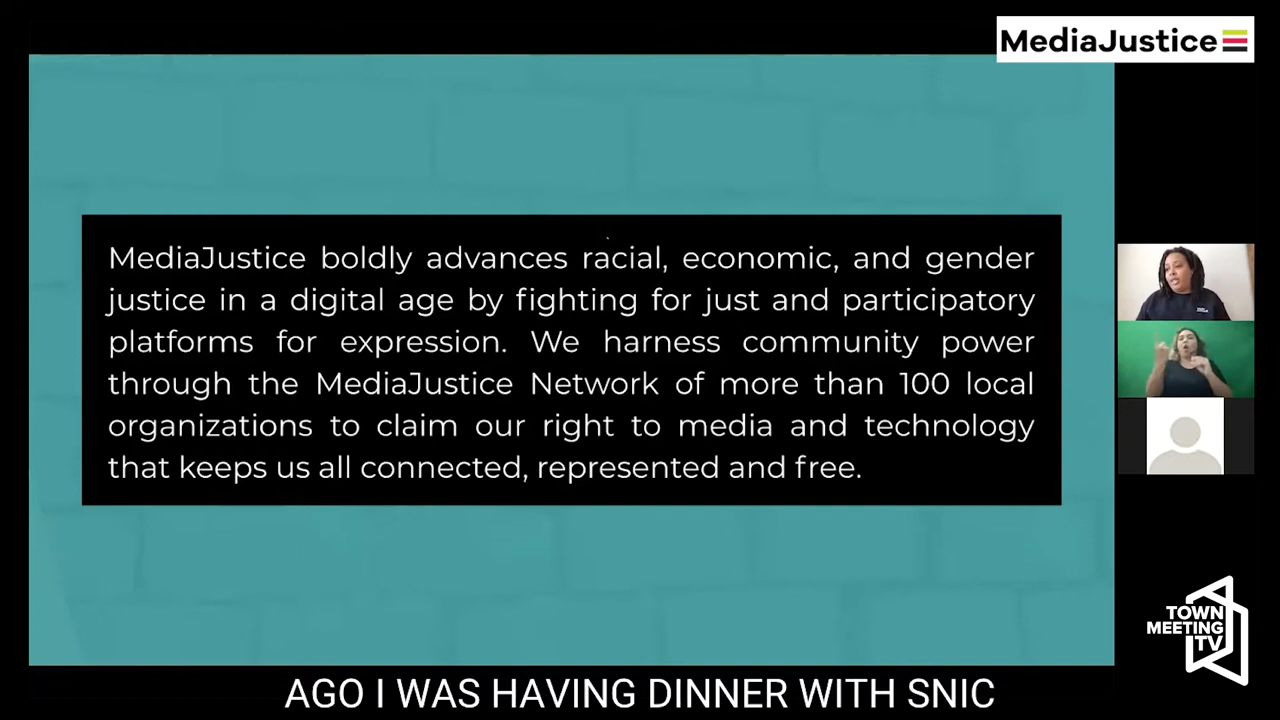 MediaJustice
MediaJustice boldly advances racial, economic, and gender
justice in a digital age by fighting for just and participatory
platforms for expression. We harness community power
through the MediaJustice Network of more than 100 local
organizations to claim our right to media and technology
that keeps us all connected, represented and free.
TOWN
MEETING
TV
AGO I WAS HAVING DINNER WITH SNIC